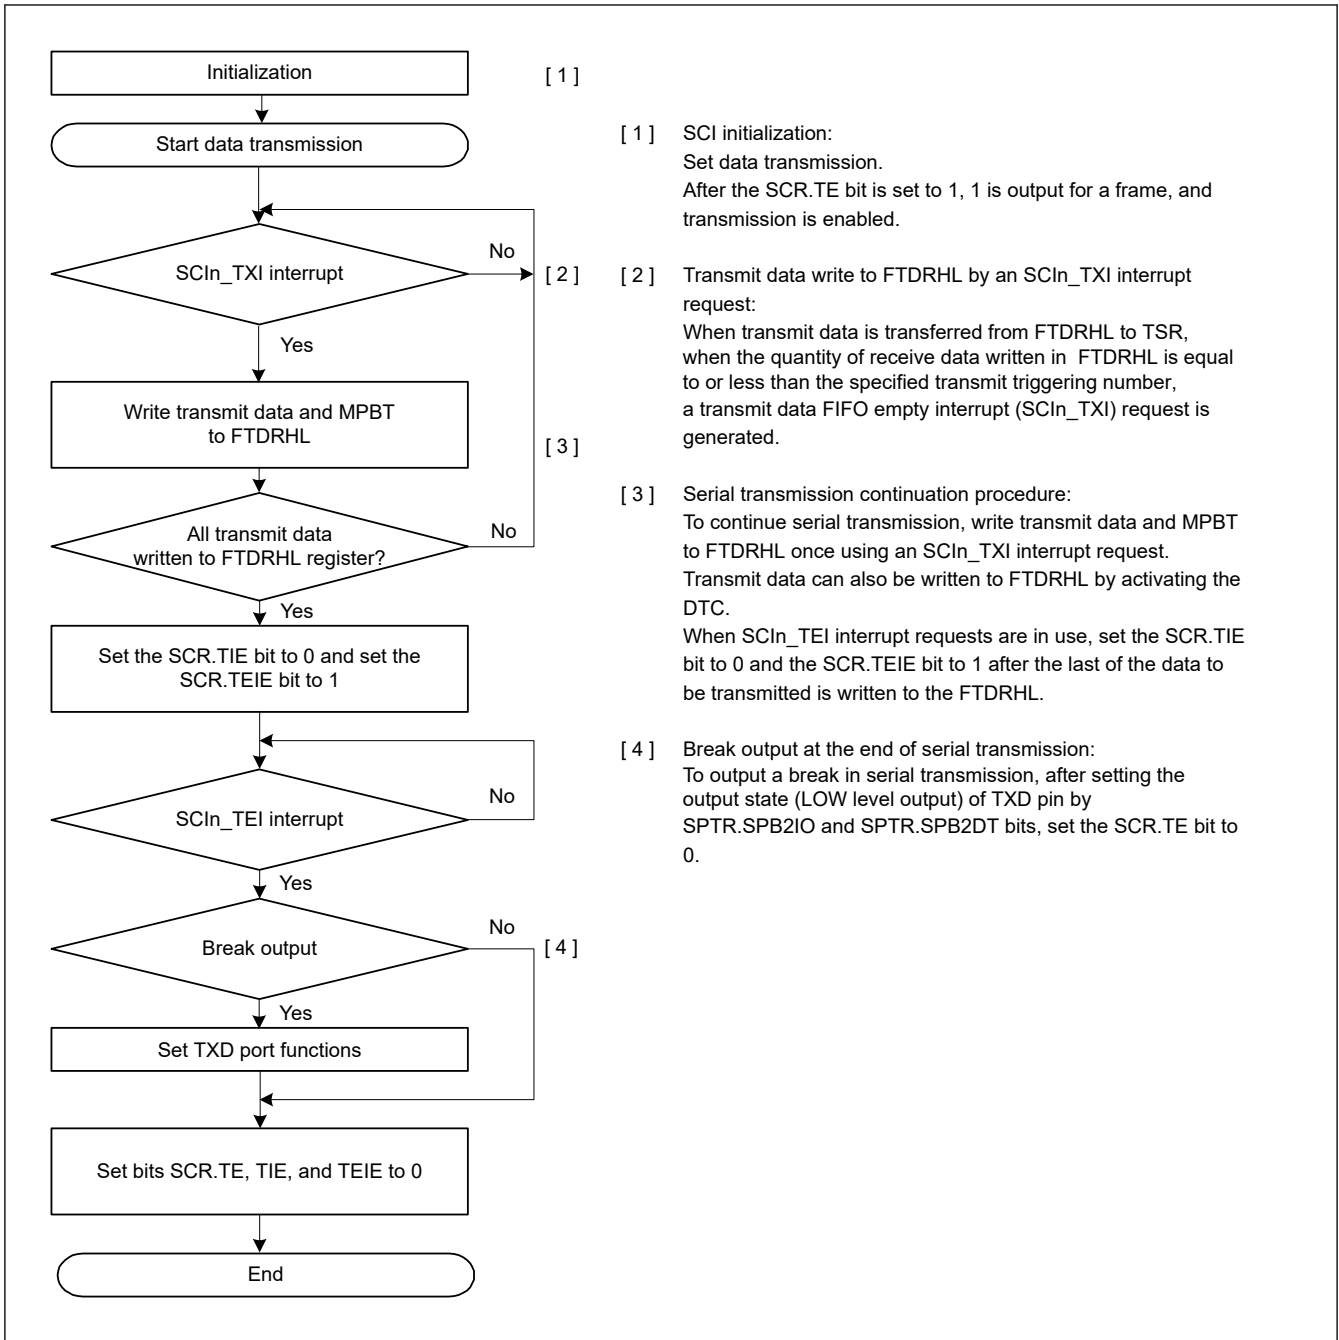 Initialization
[ 1 ]
Start data transmission
SCIn_TXI interrupt
No
[ 2 ]
Yes
Write transmit data and MPBT
to FTDRHL
[ 3 ]
All transmit data
written to FTDRHL register?
No
Yes
Set the SCR.TIE bit to 0 and set the
SCR.TEIE bit to 1
SCIn_TEI interrupt
No
Yes
Break output
No
[ 4 ]
Yes
Set TXD port functions
Set bits SCR.TE, TIE, and TEIE to 0
End
[ 1 ] SCI initialization:
Set data transmission.
After the SCR.TE bit is set to 1, 1 is output for a frame, and
transmission is enabled.
[ 2 ] Transmit data write to FTDRHL by an SCIn_TXI interrupt
request:
When transmit data is transferred from FTDRHL to TSR,
when the quantity of receive data written in FTDRHL is equal
to or less than the specified transmit triggering number,
a transmit data FIFO empty interrupt (SCIn_TXI) request is
generated.
[ 3 ] Serial transmission continuation procedure:
To continue serial transmission, write transmit data and MPBT
to FTDRHL once using an SCIn_TXI interrupt request.
Transmit data can also be written to FTDRHL by activating the
DTC.
When SCIn_TEI interrupt requests are in use, set the SCR.TIE
bit to 0 and the SCR.TEIE bit to 1 after the last of the data to
be transmitted is written to the FTDRHL.
[ 4 ] Break output at the end of serial transmission:
To output a break in serial transmission, after setting the
output state (LOW level output) of TXD pin by
SPTR.SPB2IO and SPTR.SPB2DT bits, set the SCR.TE bit to
0.